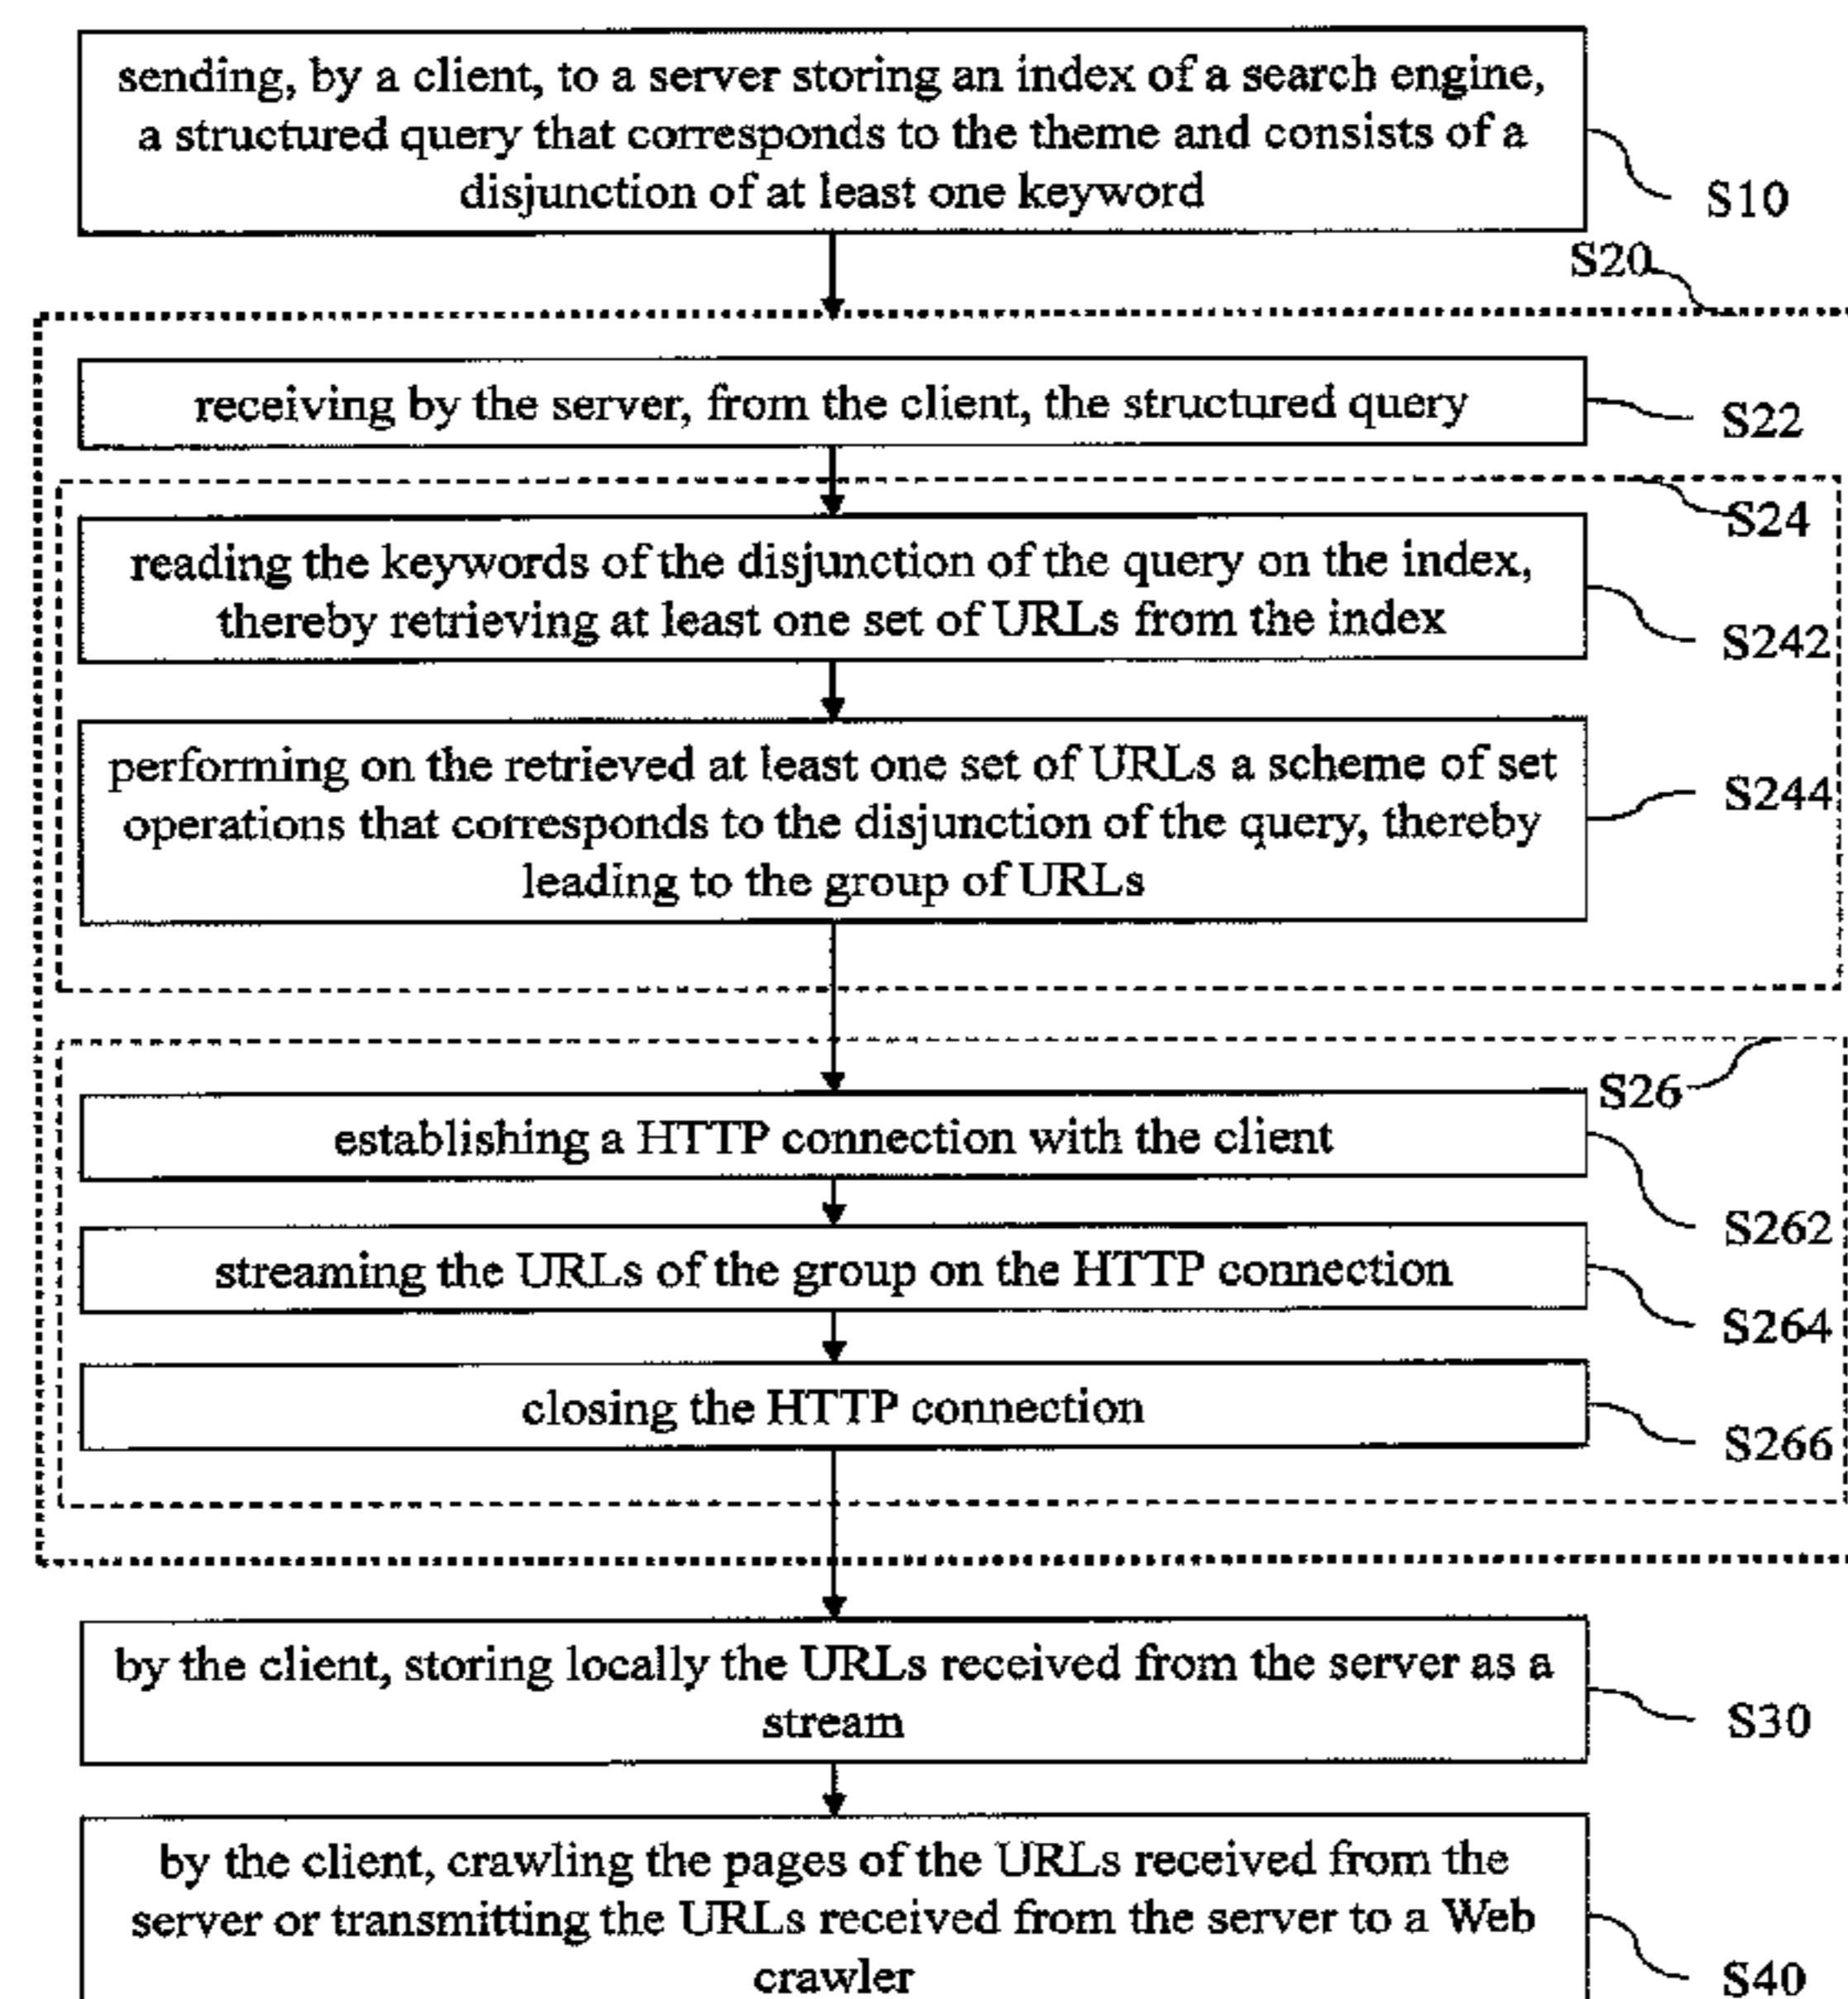 sending, by a client, to a server storing an index of a search engine,
a structured query that corresponds to the theme and consists of a
disjunction of at least one keyword
S10
S20
receiving by the server, from the client, the structured query
S22
S24
reading the keywords of the disjunction of the query on the index,
thereby retrieving at least one set of URLs from the index
S242
performing on the retrieved at least one set of URLs a scheme of set
operations that corresponds to the disjunction of the query, thereby
leading to the group of URLs
S244
S26
establishing a HTTP connection with the client
S262
streaming the URLs of the group on the HTTP connection
S264
closing the HTTP connection
S266
by the client, storing locally the URLs received from the server as a
stream
S30
by the client, crawling the pages of the URLs received from the
server or transmitting the URLs received from the server to a Web
crawler
S40